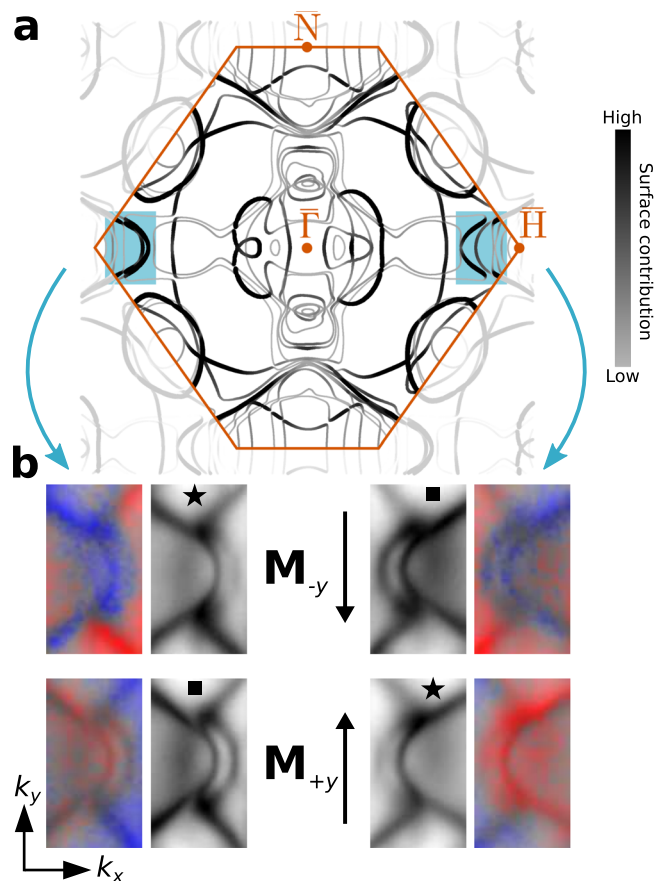 a
N̅
Γ̅
H̅
High
Surface contribution
Low
b
M-y
M+y
ky
kx